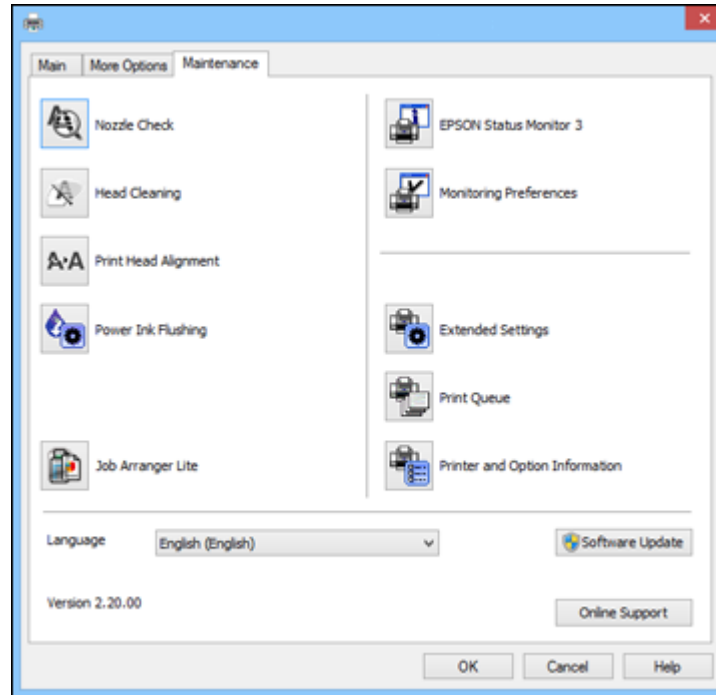 Main More Options Maintenance
Nozzle Check
Head Cleaning
Print Head Alignment
Power Ink Flushing
Job Arranger Lite
EPSON Status Monitor 3
Monitoring Preferences
Extended Settings
Print Queue
Printer and Option Information
Language English (English) Software Update
Version 2.20.00
Online Support
OK Cancel Help